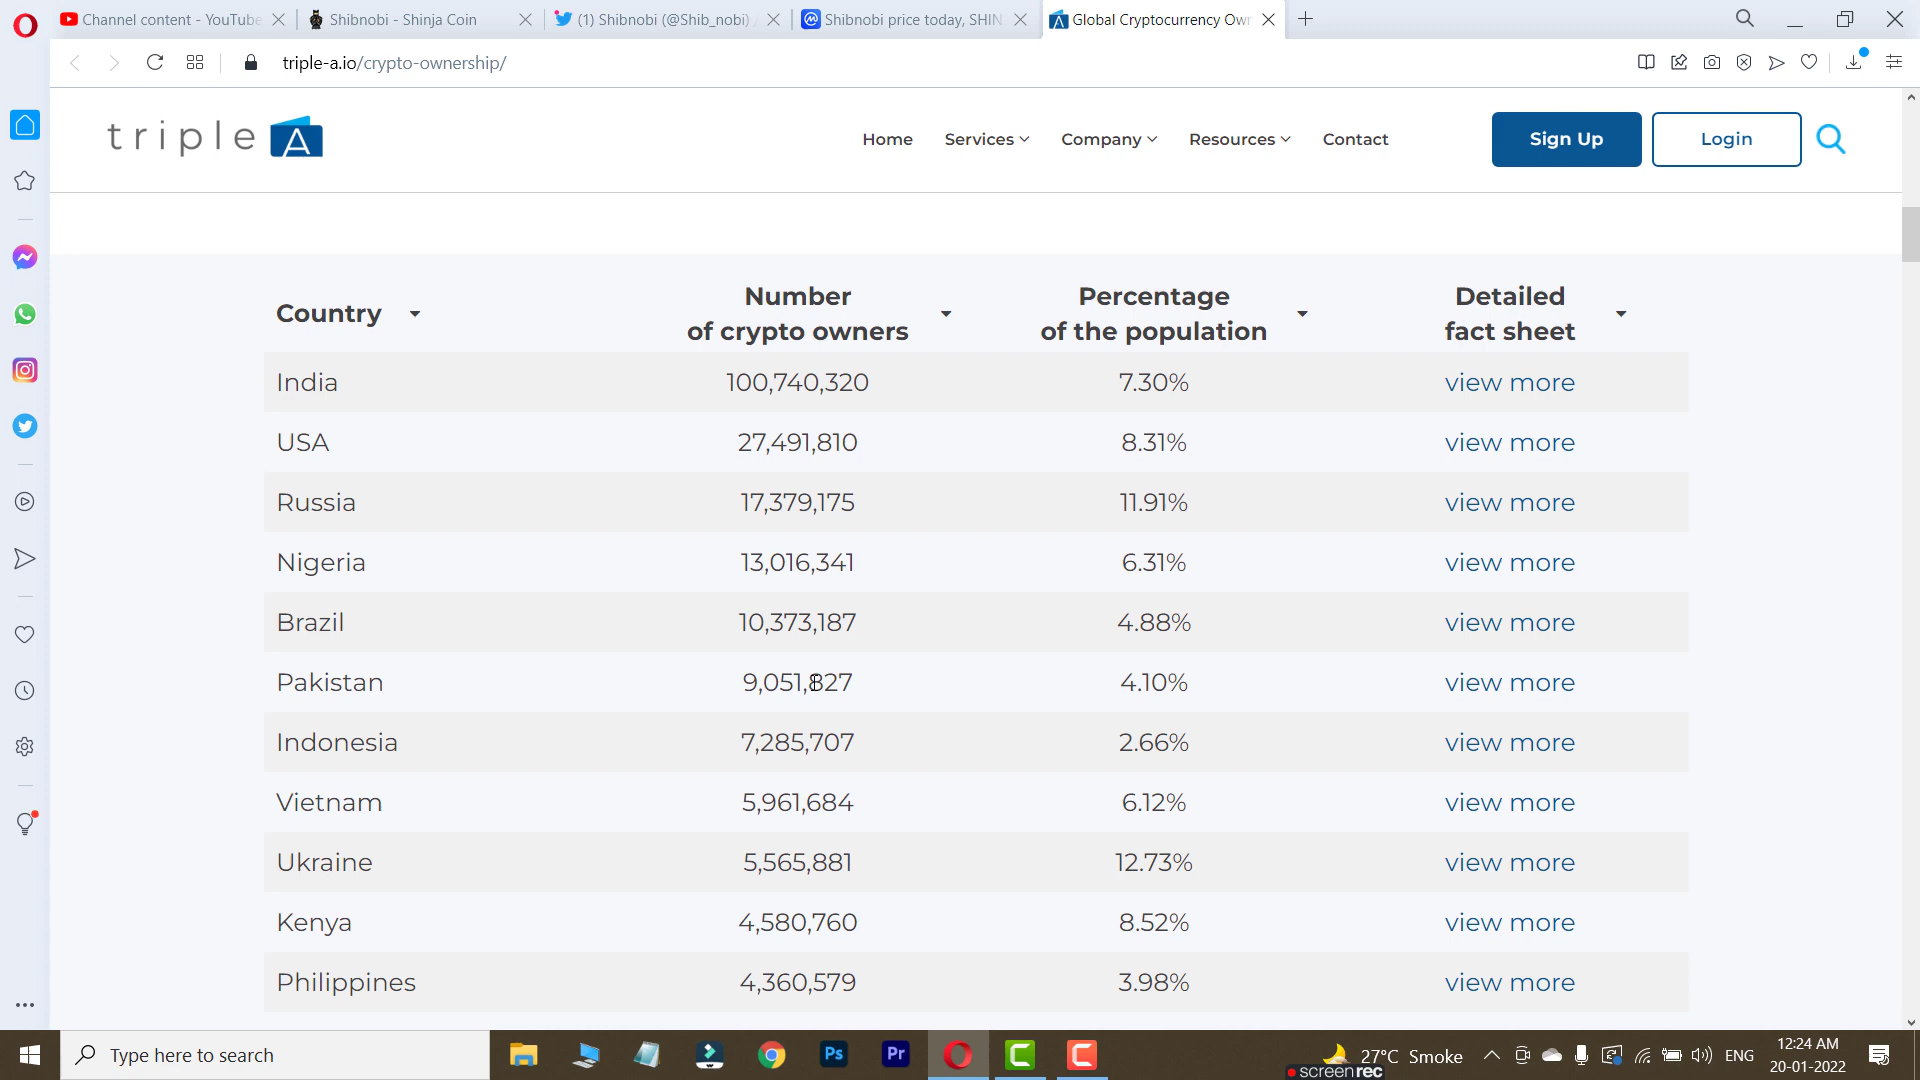 Channel content - YouTube
Shibnobi - Shinja Coin
(1) Shibnobi (@Shib_nobi)
Shibnobi price today, SHIN
Global Cryptocurrency Own
triple-a.io/crypto-ownership/
triple A
Home
Services
Company
Resources
Contact
Sign Up
Login
Country
Number
of crypto owners
Percentage
of the population
Detailed
fact sheet
India 100,740,320 7.30% view more
USA 27,491,810 8.31% view more
Russia 17,379,175 11.91% view more
Nigeria 13,016,341 6.31% view more
Brazil 10,373,187 4.88% view more
Pakistan 9,051,827 4.10% view more
Indonesia 7,285,707 2.66% view more
Vietnam 5,961,684 6.12% view more
Ukraine 5,565,881 12.73% view more
Kenya 4,580,760 8.52% view more
Philippines 4,360,579 3.98% view more
Type here to search
Ps
Pr
27°C Smoke
screenrec
ENG
12:24 AM
20-01-2022